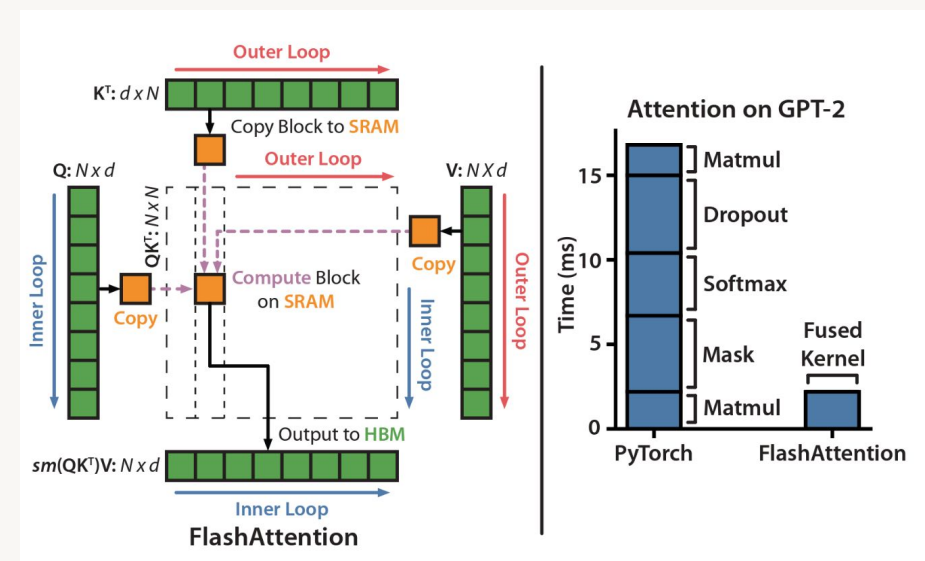 Outer Loop
Kᵀ: d x N
Copy Block to SRAM
Outer Loop
Q: N x d
V: N X d
QKᵀ: N x N
Copy
Compute Block
on SRAM
Copy
Inner Loop
Inner Loop
Outer Loop
Output to HBM
sm(QKᵀ)V: N x d
Inner Loop
FlashAttention
Attention on GPT-2
Time (ms)
15
10
5
0
Matmul
Dropout
Softmax
Mask
Matmul
Fused
Kernel
PyTorch
FlashAttention